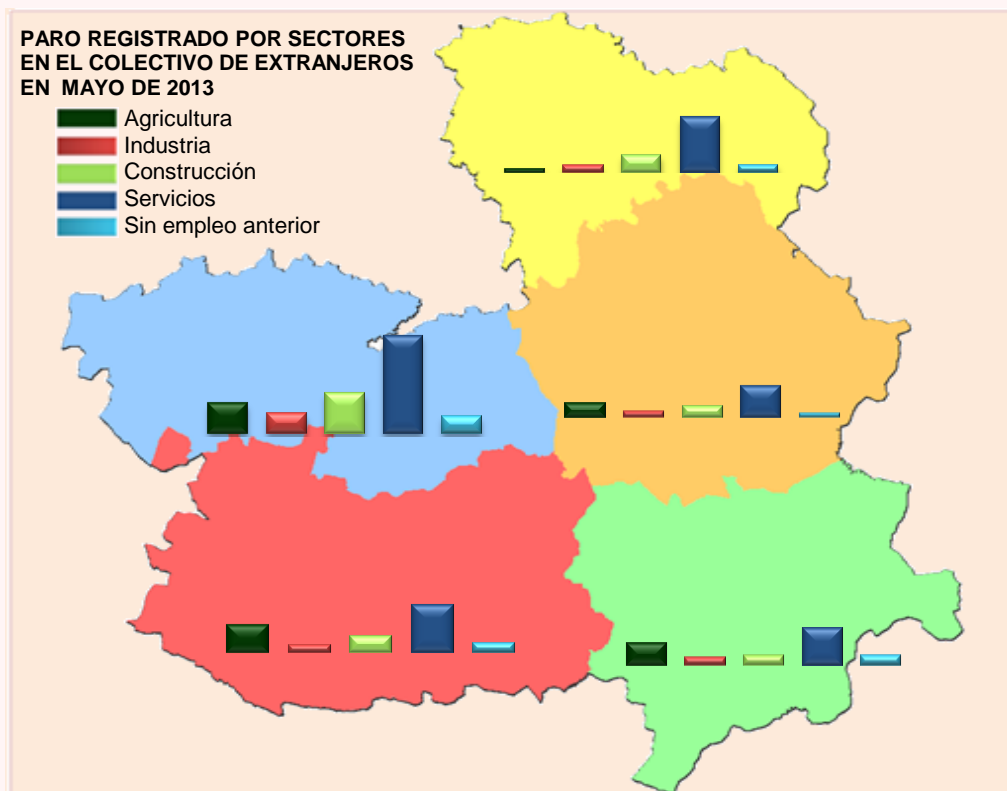 PARO REGISTRADO POR SECTORES
EN EL COLECTIVO DE EXTRANJEROS
EN MAYO DE 2013
Agricultura
Industria
Construcción
Servicios
Sin empleo anterior